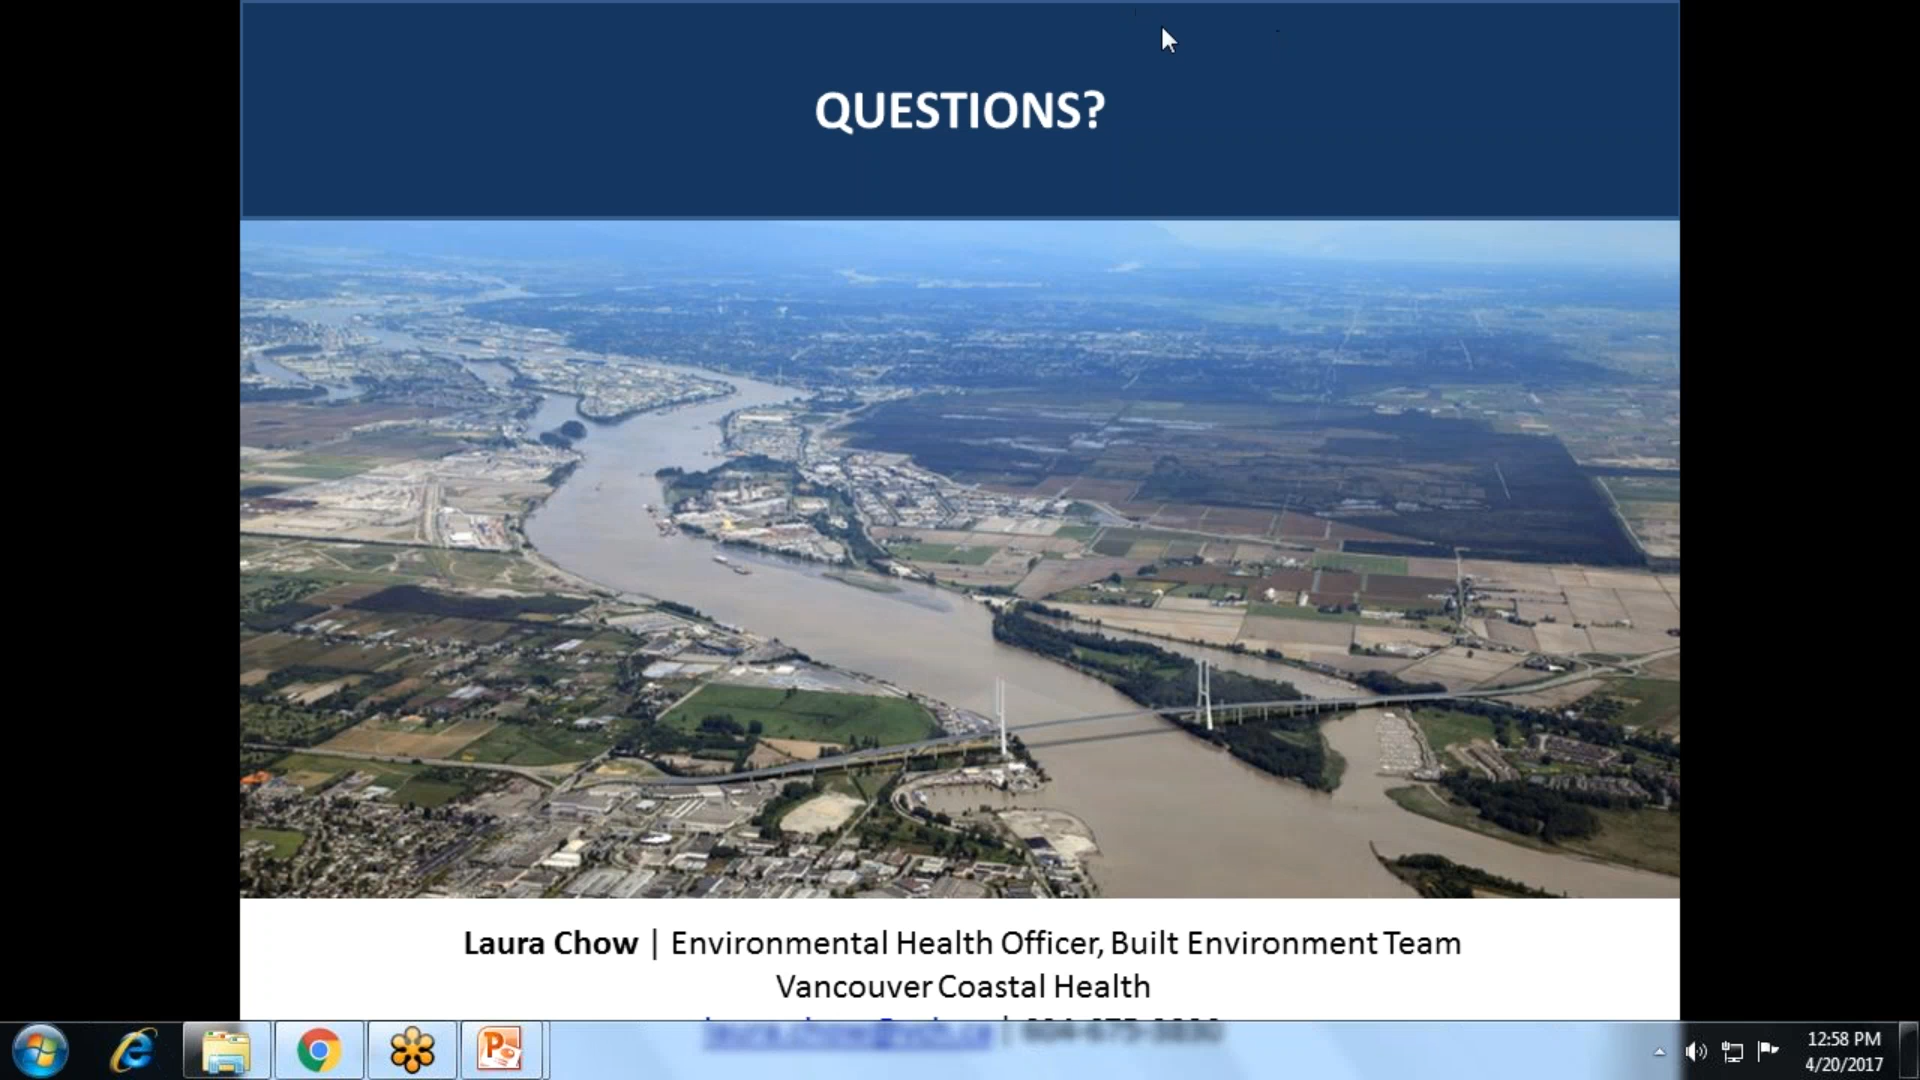 QUESTIONS?
Laura Chow | Environmental Health Officer, Built Environment Team
Vancouver Coastal Health
12:58 PM
4/20/2017